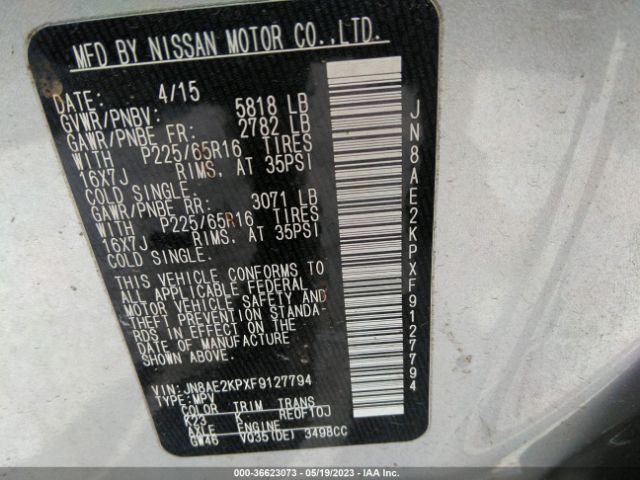 MFD BY NISSAN MOTOR CO.,LTD.
DATE: 4/15
GVWR/PNBV: 5818 LB
GAWR/PNBE FR: 2782 LB
WITH P225/65R16 TIRES
16X7J RIMS, AT 35PSI
COLD SINGLE.
GAWR/PNBE RR: 3071 LB
WITH P225/65R16 TIRES
16X7J RIMS, AT 35PSI
COLD SINGLE.
THIS VEHICLE CONFORMS TO
ALL APPLICABLE FEDERAL
MOTOR VEHICLE SAFETY AND
THEFT PREVENTION STANDA-
RDS IN EFFECT ON THE
DATE OF MANUFACTURE
SHOWN ABOVE.
VIN: JN8AE2KPXF9127794
TYPE: MPV
COLOR TRIM TRANS
K23 K RE0F10J
AXLE ENGINE
GW46 VQ35(DE) 3498CC
JN8AE2KPXF9127794
000-36623073 - 05/19/2023 - IAA Inc.